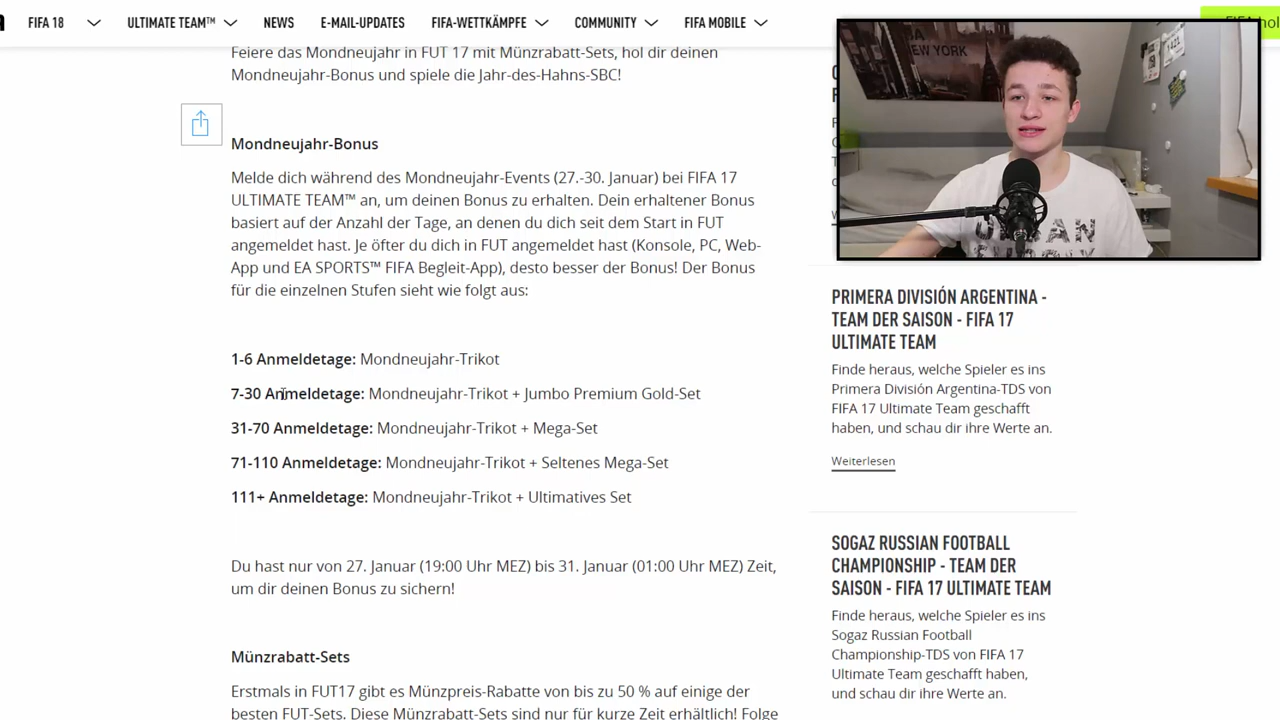 FIFA 18
ULTIMATE TEAM™
NEWS
E-MAIL-UPDATES
FIFA-WETTKÄMPFE
COMMUNITY
FIFA MOBILE
Feiere das Mondneujahr in FUT 17 mit Münzrabatt-Sets, hol dir deinen
Mondneujahr-Bonus und spiele die Jahr-des-Hahns-SBC!
Mondneujahr-Bonus
Melde dich während des Mondneujahr-Events (27.-30. Januar) bei FIFA 17
ULTIMATE TEAM™ an, um deinen Bonus zu erhalten. Dein erhaltener Bonus
basiert auf der Anzahl der Tage, an denen du dich seit dem Start in FUT
angemeldet hast. Je öfter du dich in FUT angemeldet hast (Konsole, PC, Web-
App und EA SPORTS™ FIFA Begleit-App), desto besser der Bonus! Der Bonus
für die einzelnen Stufen sieht wie folgt aus:
1-6 Anmeldetage: Mondneujahr-Trikot
7-30 Anmeldetage: Mondneujahr-Trikot + Jumbo Premium Gold-Set
31-70 Anmeldetage: Mondneujahr-Trikot + Mega-Set
71-110 Anmeldetage: Mondneujahr-Trikot + Seltenes Mega-Set
111+ Anmeldetage: Mondneujahr-Trikot + Ultimatives Set
Du hast nur von 27. Januar (19:00 Uhr MEZ) bis 31. Januar (01:00 Uhr MEZ) Zeit,
um dir deinen Bonus zu sichern!
Münzrabatt-Sets
Erstmals in FUT17 gibt es Münzpreis-Rabatte von bis zu 50 % auf einige der
besten FUT-Sets. Diese Münzrabatt-Sets sind nur für kurze Zeit erhältlich! Folge
NEW YORK
PRIMERA DIVISIÓN ARGENTINA -
TEAM DER SAISON - FIFA 17
ULTIMATE TEAM
Finde heraus, welche Spieler es ins
Primera División Argentina-TDS von
FIFA 17 Ultimate Team geschafft
haben, und schau dir ihre Werte an.
Weiterlesen
SOGAZ RUSSIAN FOOTBALL
CHAMPIONSHIP - TEAM DER
SAISON - FIFA 17 ULTIMATE TEAM
Finde heraus, welche Spieler es ins
Sogaz Russian Football
Championship-TDS von FIFA 17
Ultimate Team geschafft haben, und
und schau dir ihre Werte an.